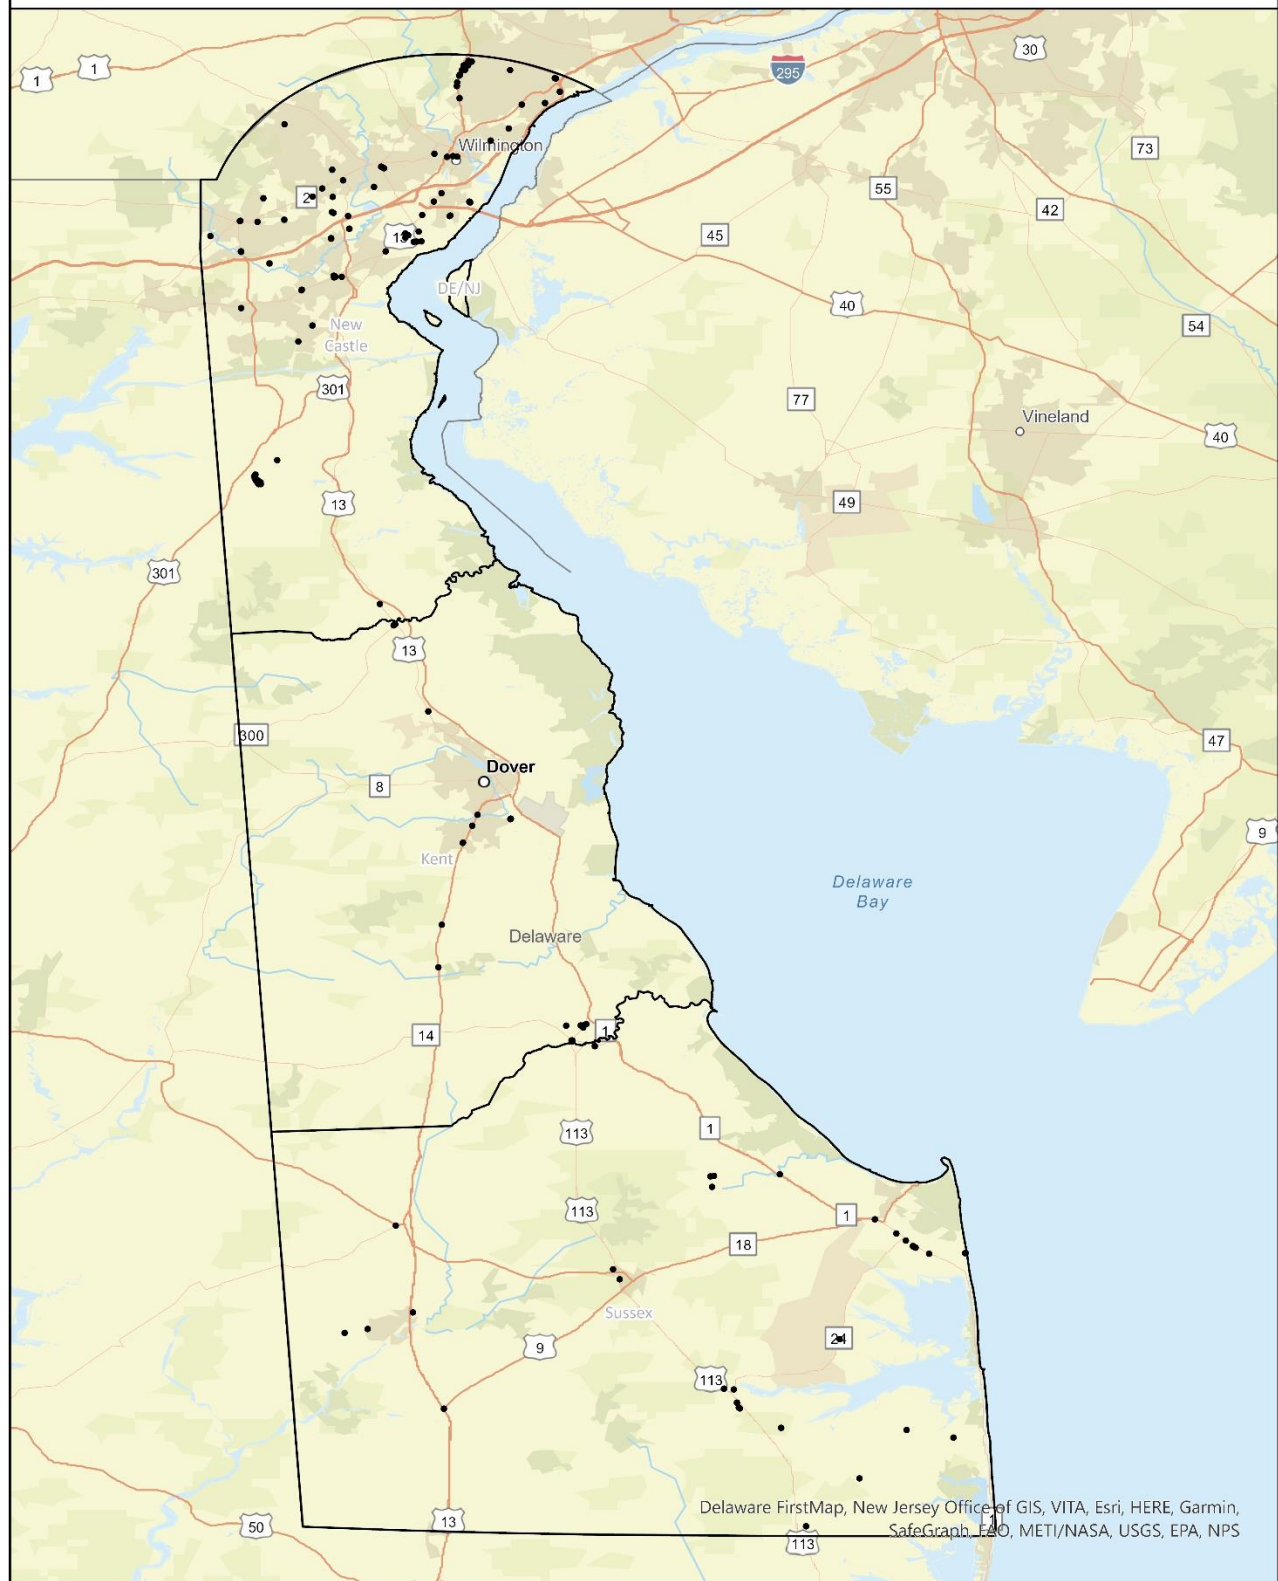 30
1
1
295
73
Wilmington
55
2
42
13
45
DE/NJ
40
54
New
Castle
301
77
Vineland
40
49
13
301
13
300
47
Dover
8
9
Kent
Delaware
Bay
Delaware
14
1
113
1
113
1
18
Sussex
24
9
113
Delaware FirstMap, New Jersey Office of GIS, VITA, Esri, HERE, Garmin,
SafeGraph, FAO, METI/NASA, USGS, EPA, NPS
50
13
1
113